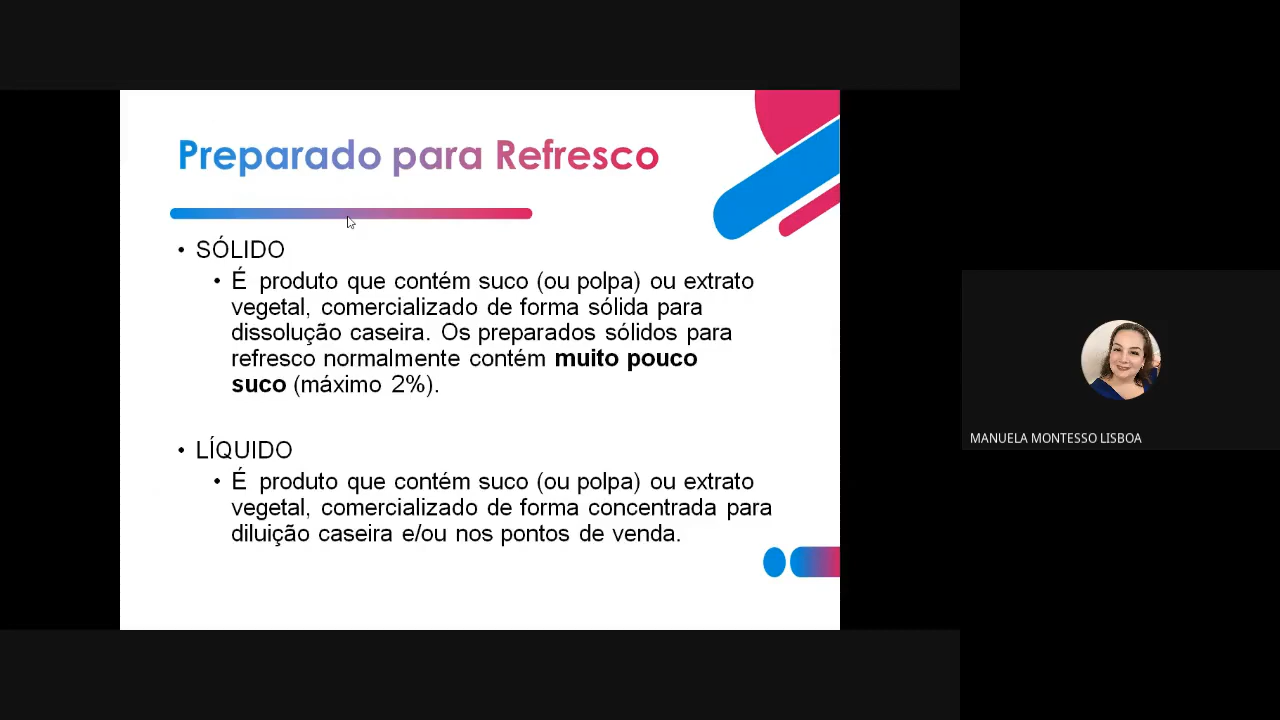 Preparado para Refresco
• SÓLIDO
• É produto que contém suco (ou polpa) ou extrato
vegetal, comercializado de forma sólida para
dissolução caseira. Os preparados sólidos para
refresco normalmente contém muito pouco
suco (máximo 2%).
• LÍQUIDO
• É produto que contém suco (ou polpa) ou extrato
vegetal, comercializado de forma concentrada para
diluição caseira e/ou nos pontos de venda.
MANUELA MONTESSO LISBOA